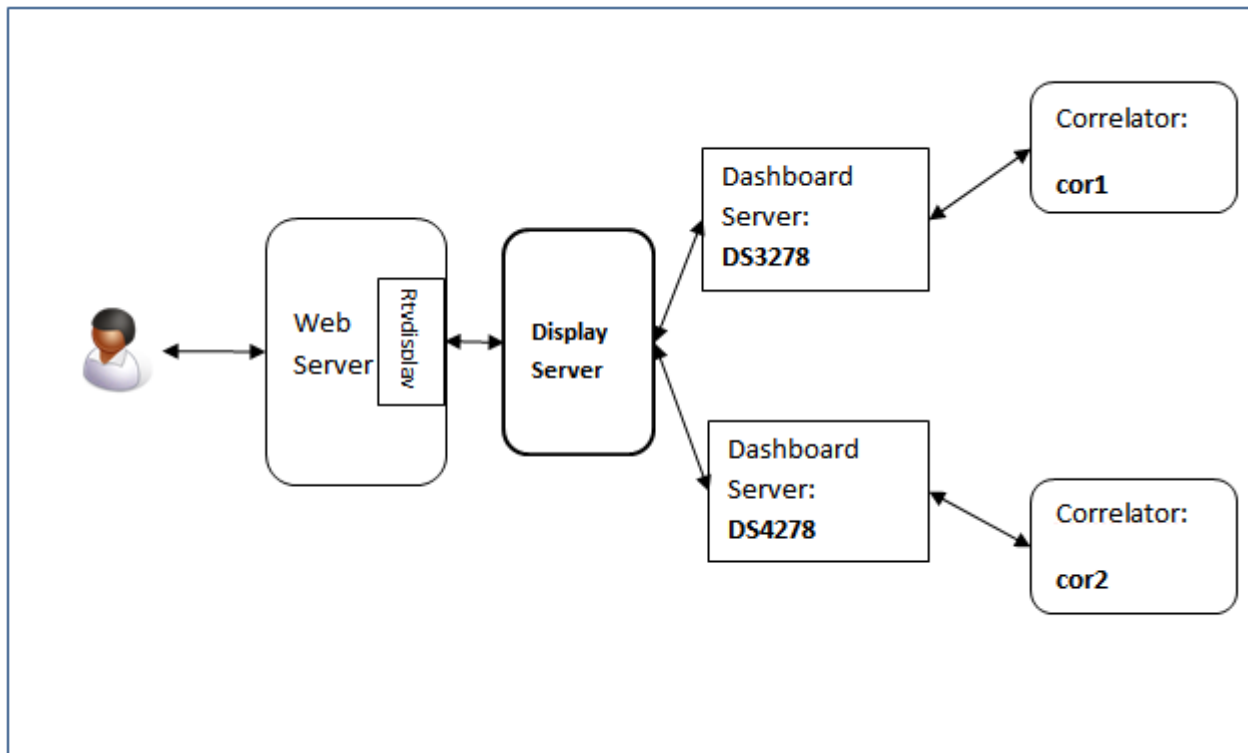 Web
Server
Rtvdisplay
Display
Server
Dashboard
Server:
DS3278
Correlator:
cor1
Dashboard
Server:
DS4278
Correlator:
cor2